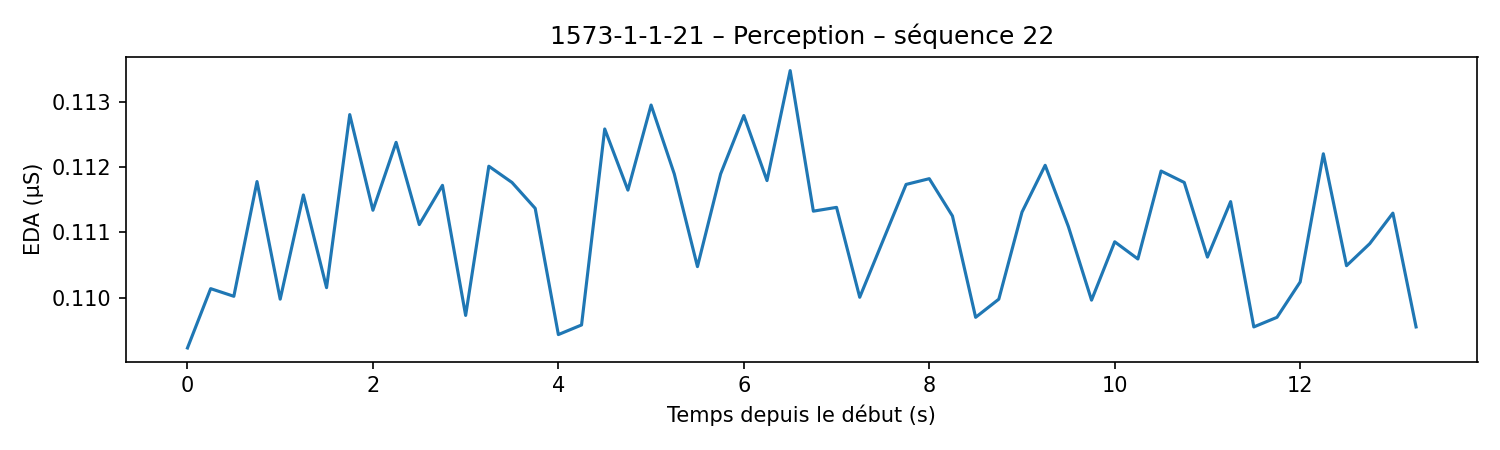 1573-1-1-21 – Perception – séquence 22
EDA (µS)
0.113
0.112
0.111
0.110
0 2 4 6 8 10 12
Temps depuis le début (s)